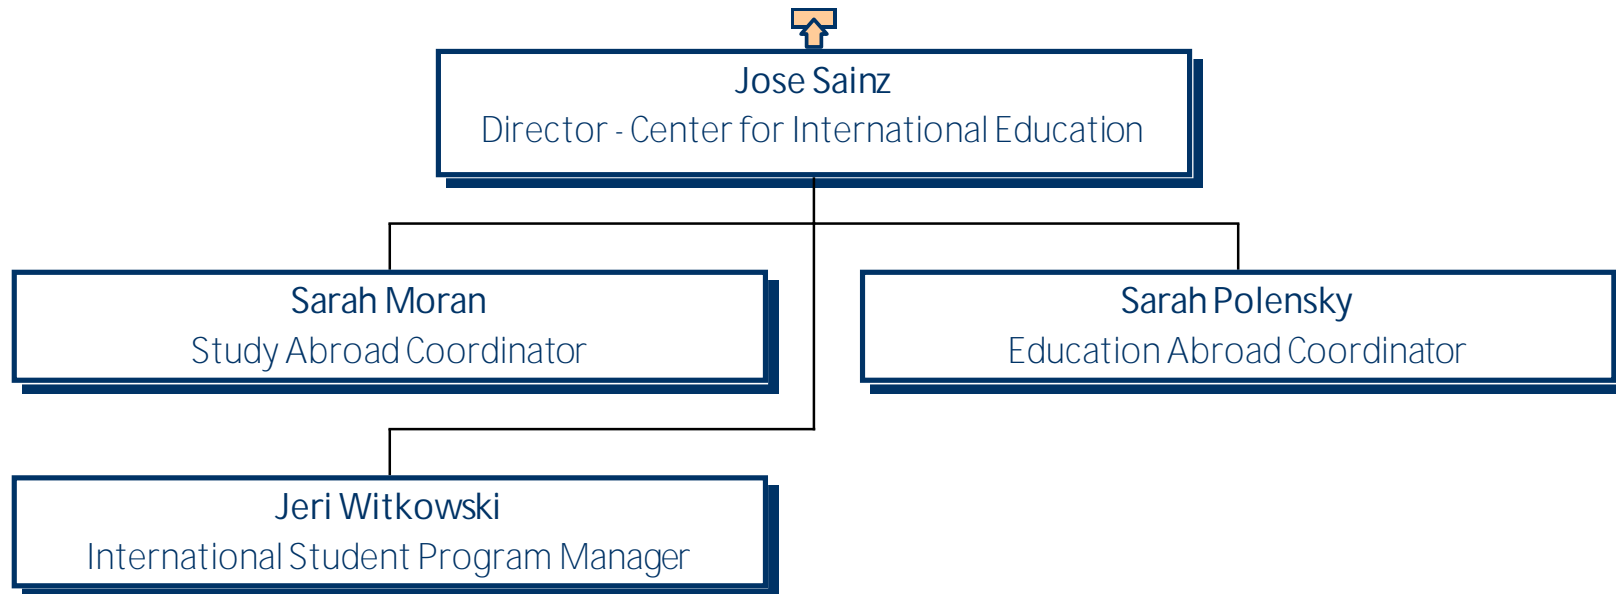 Jose Sainz
Director - Center for International Education
Sarah Moran
Study Abroad Coordinator
Sarah Polensky
Education Abroad Coordinator
Jeri Witkowski
International Student Program Manager